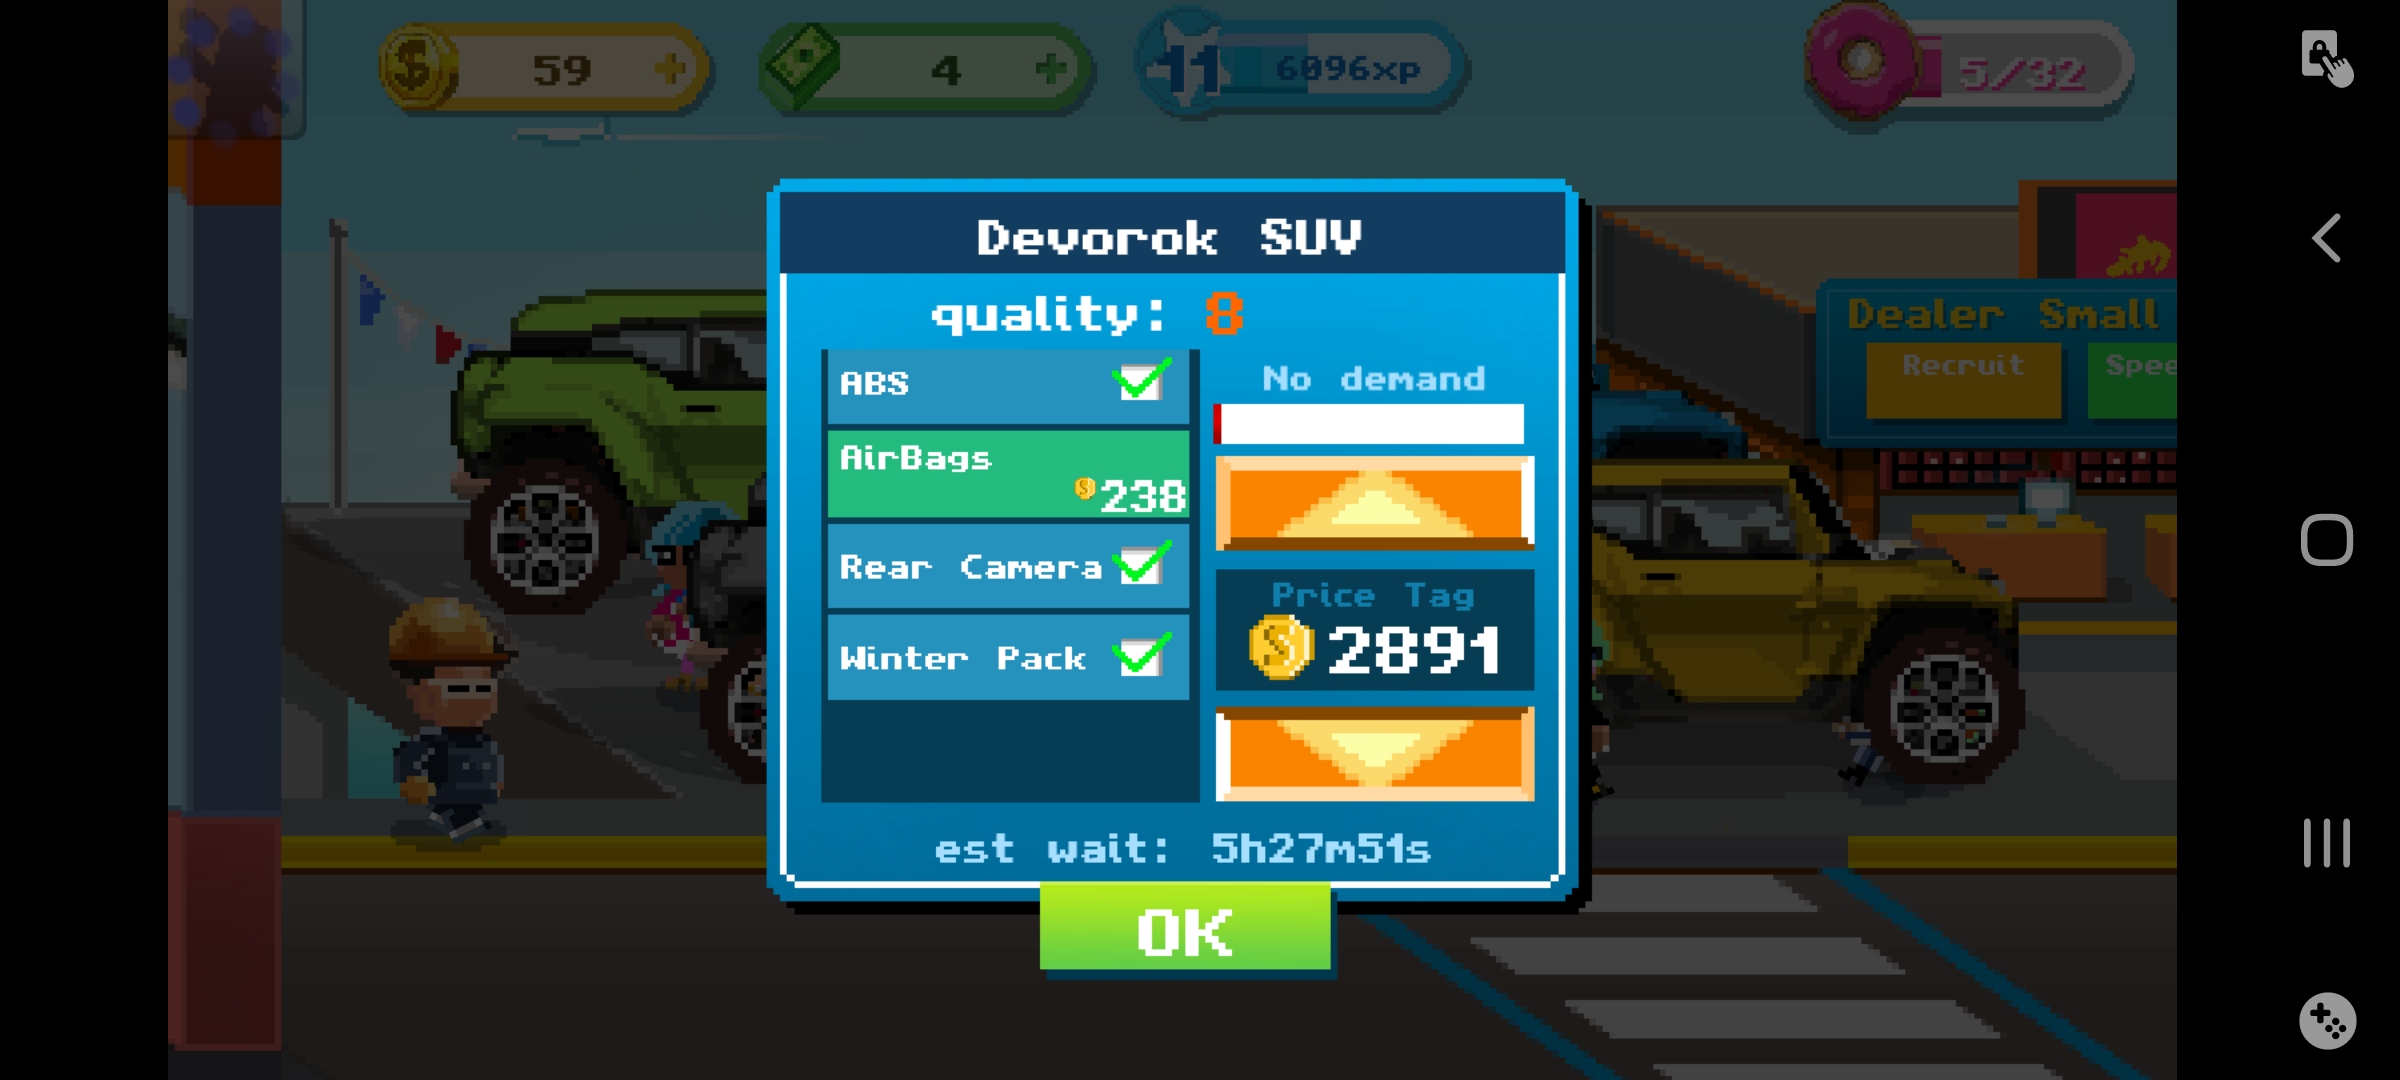 59
4
11
6096xp
5/32
Devorok SUV
quality: 8
ABS
AirBags
238
Rear Camera
Winter Pack
No demand
Price Tag
2891
est wait: 5h27m51s
OK
Dealer Small
Recruit
Spee